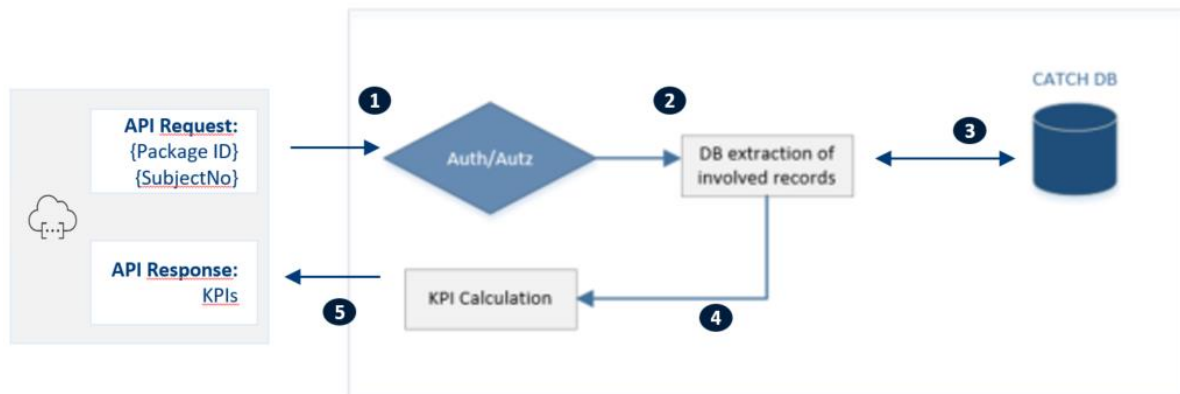 API Request:
{Package ID}
{SubjectNo}
[...]
API Response:
KPIs
1
Auth/Autz
2
DB extraction of
involved records
3
CATCH DB
KPI Calculation
4
5